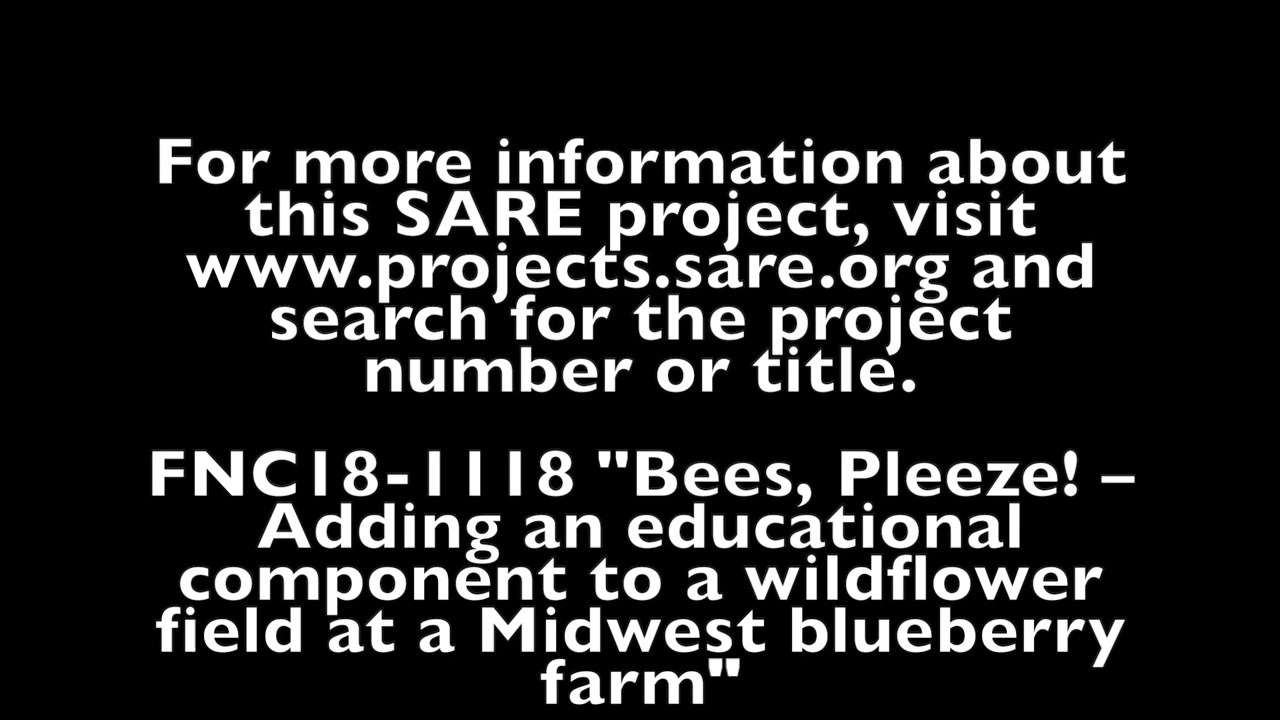 For more information about
this SARE project, visit
www.projects.sare.org and
search for the project
number or title.
FNC18-1118 "Bees, Pleeze! –
Adding an educational
component to a wildflower
field at a Midwest blueberry
farm"